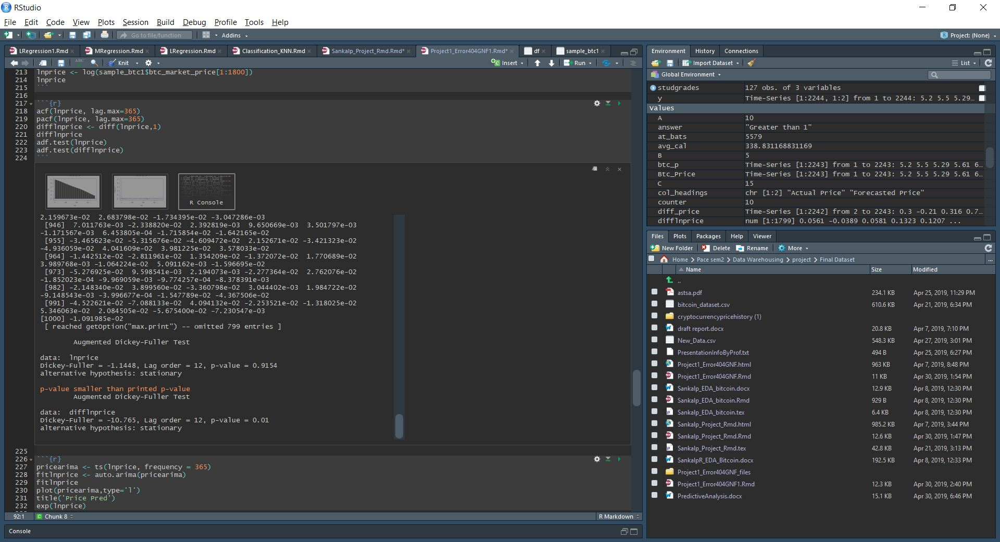 RStudio
File Edit Code View Plots Session Build Debug Profile Tools Help
Go to file/function Addins Project: (None)
LRegression1.Rmd MRegression.Rmd LRegression.Rmd Classification_KNN.Rmd Sankalp_Project_Rmd.Rmd* Project1_Error404GNF1.Rmd* df sample_btc1
ABC Knit Insert Run
213 lnprice <- log(sample_btc1$btc_market_price[1:1800])
214 lnprice
215 ```
216
217 ```{r}
218 acf(lnprice, lag.max=365)
219 pacf(lnprice, lag.max=365)
220 difflnprice <- diff(lnprice,1)
221 difflnprice
222 adf.test(lnprice)
223 adf.test(difflnprice)
224 ```
R Console
2.159673e-02 2.683798e-02 -1.734395e-02 -3.047286e-03
[946] 7.011763e-03 -2.338820e-02 2.392819e-03 9.650669e-03 3.501797e-03
-1.171567e-03 6.453805e-04 -1.715854e-02 -1.642165e-02
[955] -3.465623e-02 -5.315676e-02 -4.609472e-02 2.152671e-02 -3.421323e-02
-4.936059e-02 4.041609e-02 3.981225e-02 3.578033e-02
[964] -1.442512e-02 -2.811961e-02 1.354209e-02 -1.372072e-02 1.770689e-02
3.989768e-03 -1.064224e-02 5.091162e-03 -1.596695e-02
[973] -5.276925e-02 9.598541e-03 2.194073e-03 -2.277364e-02 2.762076e-02
-1.852023e-04 -9.969059e-03 -9.774257e-04 -8.378391e-03
[982] -2.148340e-02 3.899560e-02 -3.360798e-02 3.044402e-03 1.984722e-02
-9.148543e-03 -3.996677e-04 -1.547789e-02 -4.367506e-02
[991] -4.522621e-02 -7.088133e-02 4.094132e-02 -2.253521e-02 -1.318025e-02
5.346063e-02 2.084505e-02 -5.675400e-02 -7.230547e-03
[1000] -1.091985e-02
[ reached getOption("max.print") -- omitted 799 entries ]
Augmented Dickey-Fuller Test
data: lnprice
Dickey-Fuller = -1.1448, Lag order = 12, p-value = 0.9154
alternative hypothesis: stationary
p-value smaller than printed p-value
Augmented Dickey-Fuller Test
data: difflnprice
Dickey-Fuller = -10.765, Lag order = 12, p-value = 0.01
alternative hypothesis: stationary
225
226 ```{r}
227 pricearima <- ts(lnprice, frequency = 365)
228 fitlnprice <- auto.arima(pricearima)
229 fitlnprice
230 plot(pricearima,type='l')
231 title('Price Pred')
232 exp(lnprice)
92:1 Chunk 8 R Markdown
Console
Environment History Connections
Import Dataset List
Global Environment
studgrades 127 obs. of 3 variables
y Time-Series [1:2244, 1:2] from 1 to 2244: 5.2 5.5 5.29…
Values
A 10
answer "Greater than 1"
at_bats 5579
avg_cal 338.831168831169
B 5
btc_p Time-Series [1:2243] from 1 to 2243: 5.2 5.5 5.29 5.61 6…
Btc_Price Time-Series [1:2243] from 1 to 2243: 5.2 5.5 5.29 5.61 6…
C 15
col_headings chr [1:2] "Actual Price" "Forecasted Price"
counter 10
diff_price Time-Series [1:2242] from 2 to 2243: 0.3 -0.21 0.316 0.7…
difflnprice num [1:1799] 0.0561 -0.0389 0.0581 0.1323 0.1207 ...
Files Plots Packages Help Viewer
New Folder Delete Rename More
Home Pace sem2 Data Warehousing project Final Dataset ...
Name Size Modified
..
astsa.pdf 234.1 KB Apr 25, 2019, 11:29 PM
bitcoin_dataset.csv 610.6 KB Apr 21, 2019, 6:34 PM
cryptocurrencypricehistory (1)
draft report.docx 20.8 KB Apr 7, 2019, 7:10 PM
New_Data.csv 548.3 KB Apr 27, 2019, 3:01 PM
PresentationInfoByProf.txt 494 B Apr 25, 2019, 6:27 PM
Project1_Error404GNF.html 963 KB Apr 7, 2019, 8:48 PM
Project1_Error404GNF.Rmd 11 KB Apr 30, 2019, 1:54 PM
Sankalp_EDA_bitcoin.docx 12.9 KB Apr 8, 2019, 12:30 PM
Sankalp_EDA_bitcoin.Rmd 929 B Apr 8, 2019, 12:30 PM
Sankalp_EDA_bitcoin.tex 6.4 KB Apr 8, 2019, 12:30 PM
Sankalp_Project_Rmd.html 985.2 KB Apr 7, 2019, 3:44 PM
Sankalp_Project_Rmd.Rmd 12.6 KB Apr 30, 2019, 1:47 PM
Sankalp_Project_Rmd.tex 42.8 KB Apr 21, 2019, 3:13 PM
SankalpR_EDA_Bitcoin.docx 192.5 KB Apr 8, 2019, 12:33 PM
Project1_Error404GNF_files
Project1_Error404GNF1.Rmd 12.3 KB Apr 30, 2019, 2:40 PM
PredictiveAnalysis.docx 15.1 KB Apr 30, 2019, 6:46 PM